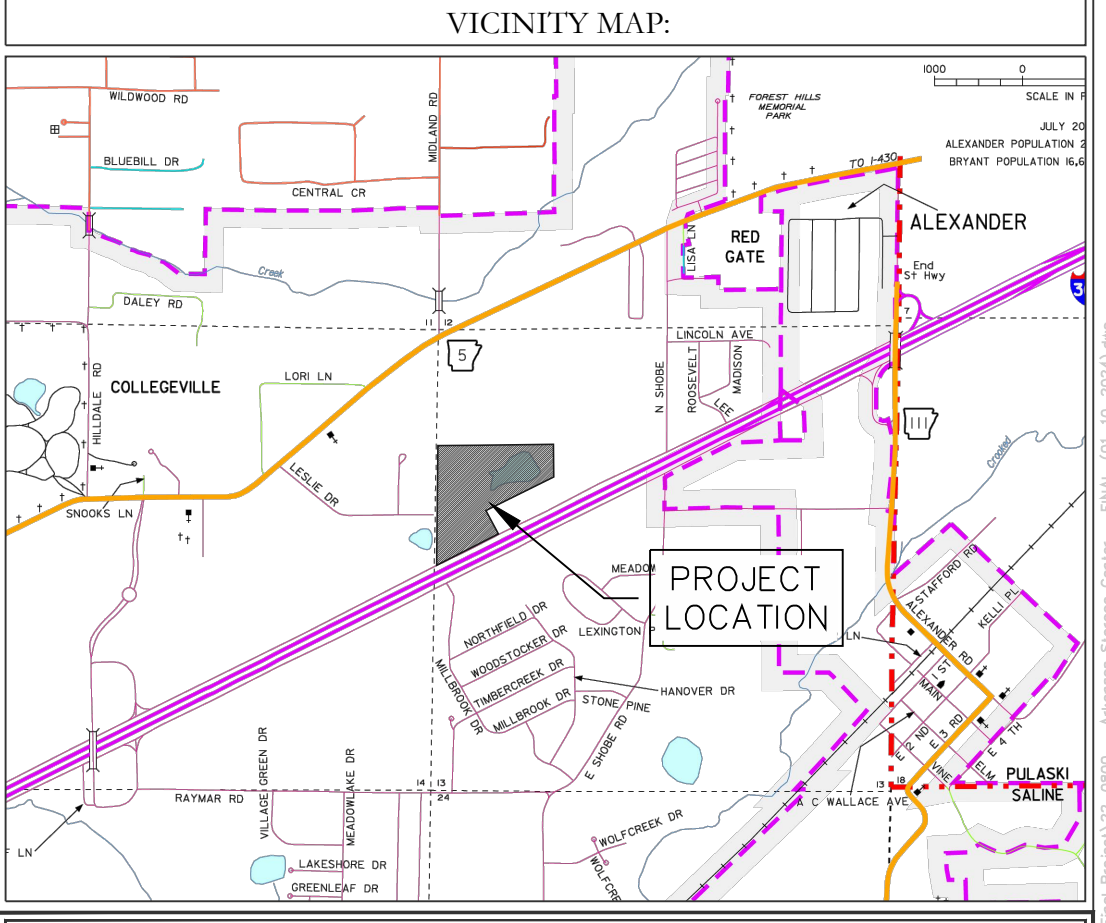 VICINITY MAP:
WILDWOOD RD
BLUEBILL DR
CENTRAL CR
MIDLAND RD
FOREST HILLS
MEMORIAL
PARK
1000
0
SCALE IN F
JULY 20
ALEXANDER POPULATION 2
BRYANT POPULATION 16,6
TO I-430
ALEXANDER
RED
GATE
LISA LN
End
St Hwy
3
7
Creek
DALEY RD
11
12
5
LINCOLN AVE
N SHOBE
ROOSEVELT
MADISON
LEE
COLLEGEVILLE
HILLDALE RD
LORI LN
LESLIE DR
SNOOKS LN
111
Crooked
PROJECT
LOCATION
MEADOW
LEXINGTON P
NORTHFIELD DR
WOODSTOCKER DR
TIMBERCREEK DR
MILLBROOK DR
MILLBROOK DR
HANOVER DR
STONE PINE
E SHOBE RD
STAFFORD RD
KELLI PL
ALEXANDER RD
LN
1 ST
MAIN
E 2 ND
E 3 RD
E 4 TH
VINE
ELM
PULASKI
SALINE
A C WALLACE AVE
13
18
14
13
24
RAYMAR RD
VILLAGE GREEN DR
MEADOWLAKE DR
LAKESHORE DR
GREENLEAF DR
WOLFCREEK DR
WOLFCRE
F LN